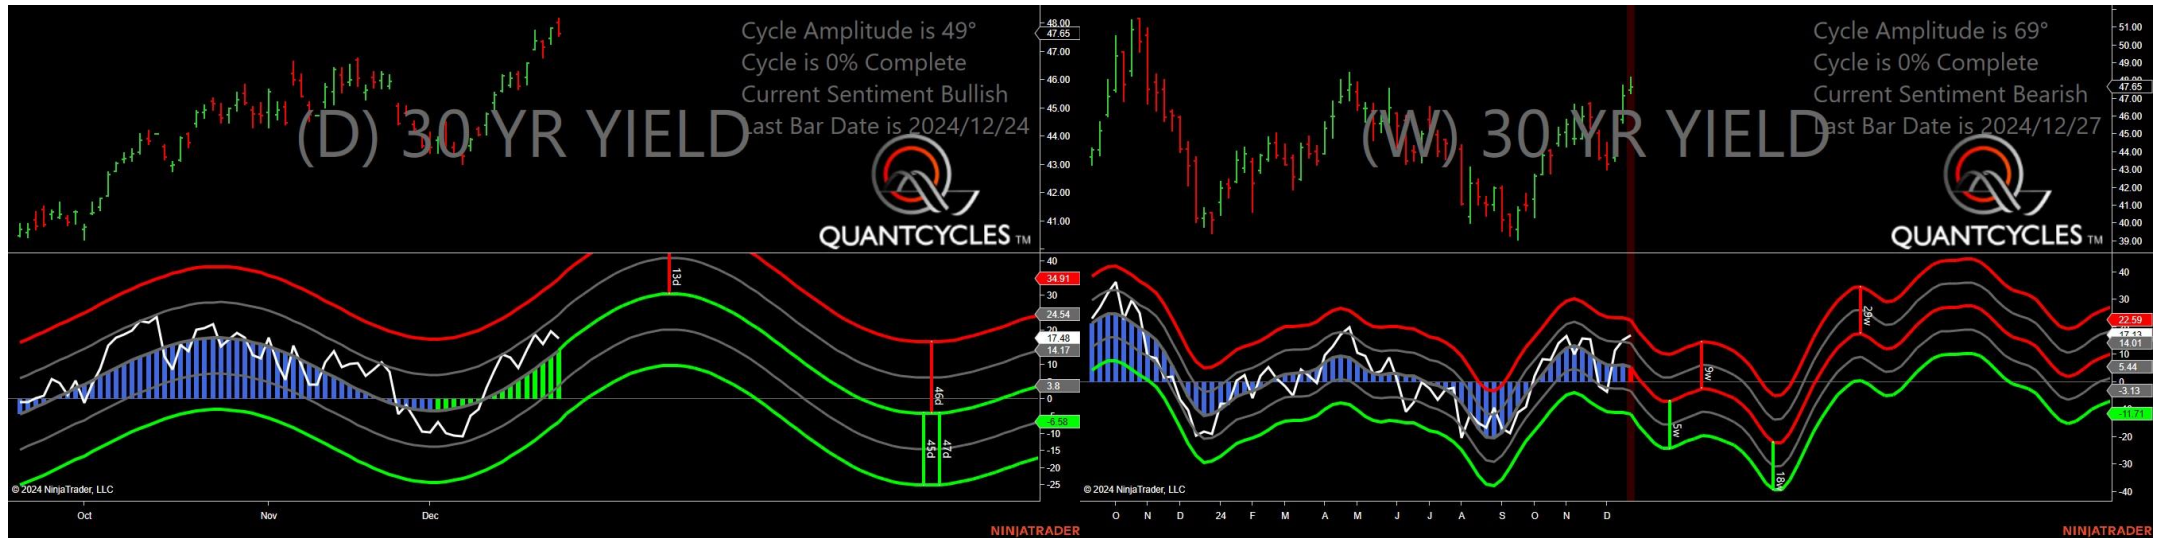 Cycle Amplitude is 49°
Cycle is 0% Complete
Current Sentiment Bullish
Last Bar Date is 2024/12/24
(D) 30 YR YIELD
QUANTCYCLES TM
48.00
47.65
47.00
46.00
45.00
44.00
43.00
42.00
41.00
13d
46d
45d
47d
40
34.91
30
24.54
17.48
14.17
3.8
0
-6.58
-10
-15
-20
-25
© 2024 NinjaTrader, LLC
Oct
Nov
Dec
NINJATRADER
Cycle Amplitude is 69°
Cycle is 0% Complete
Current Sentiment Bearish
Last Bar Date is 2024/12/27
(W) 30 YR YIELD
QUANTCYCLES TM
51.00
50.00
49.00
47.65
47.00
46.00
45.00
44.00
43.00
42.00
41.00
40.00
39.00
9w
5w
18w
40
30
22.59
14.01
10
5.44
0
-3.13
-11.71
-20
-30
-40
© 2024 NinjaTrader, LLC
O N D 24 F M A M J J A S O N D
NINJATRADER